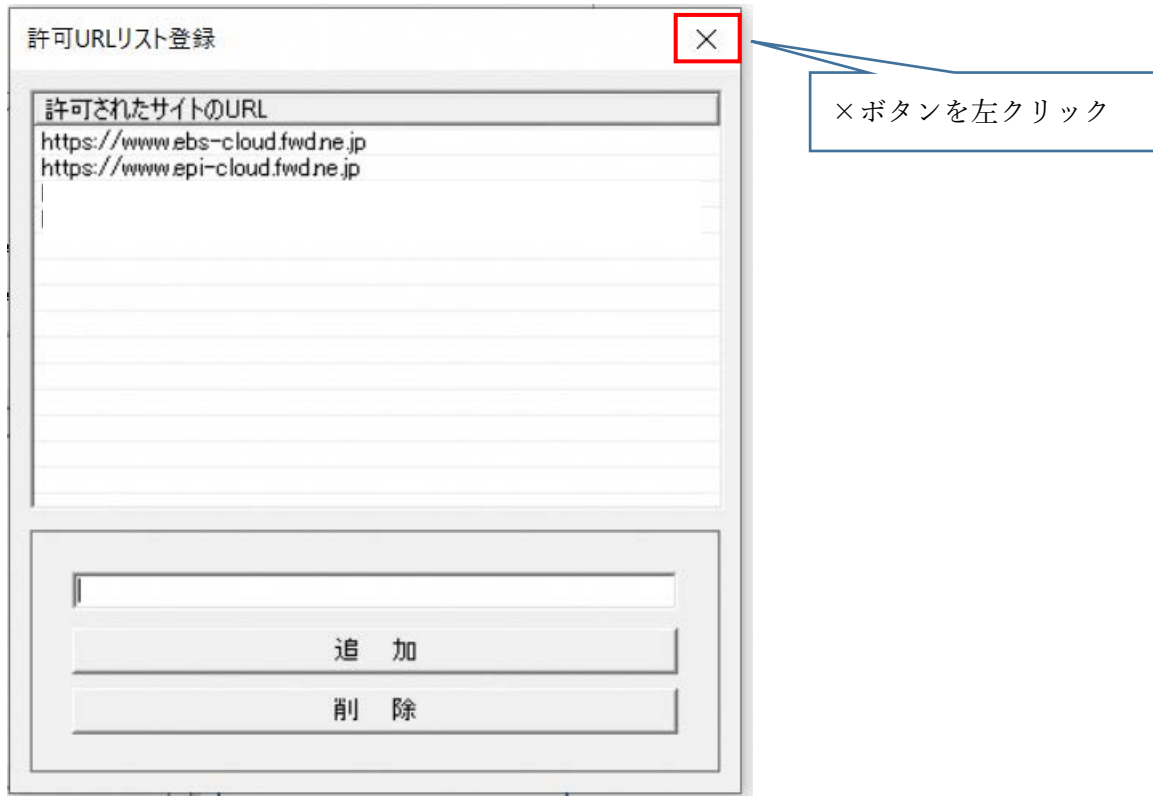 許可URLリスト登録
×ボタンを左クリック
許可されたサイトのURL
https://www.ebs-cloud.fwd.ne.jp
https://www.epi-cloud.fwd.ne.jp
追 加
削 除